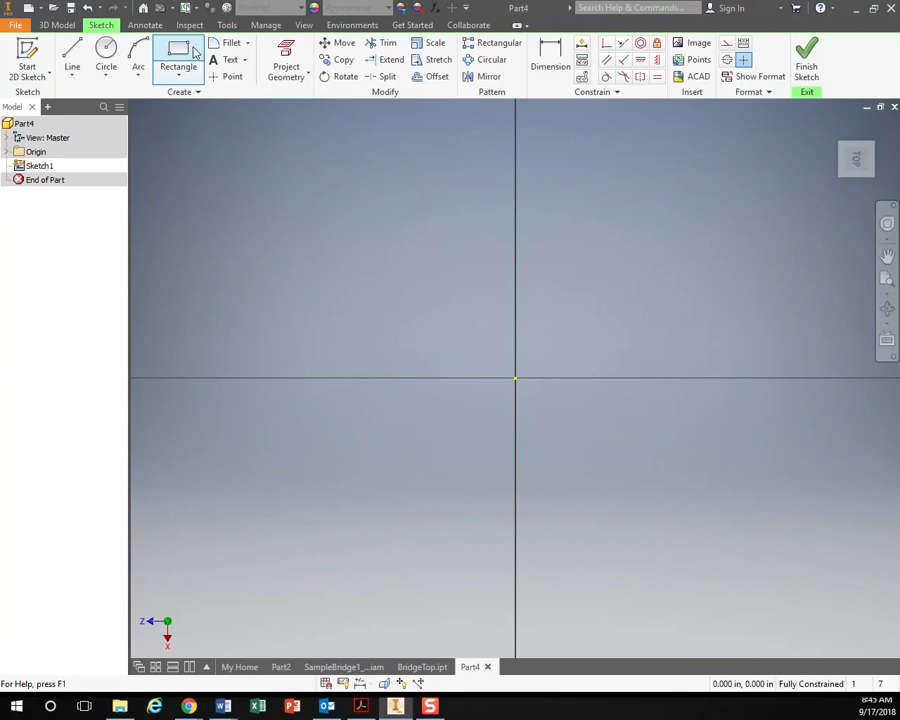 Material
Appearance
Part4
Search Help & Commands...
Sign In
File
3D Model
Sketch
Annotate
Inspect
Tools
Manage
View
Environments
Get Started
Collaborate
Start
2D Sketch
Line
Circle
Arc
Rectangle
Fillet
Text
Point
Project
Geometry
Move
Copy
Rotate
Trim
Extend
Split
Scale
Stretch
Offset
Rectangular
Circular
Mirror
Dimension
Image
Points
ACAD
Show Format
Finish
Sketch
Sketch
Create
Modify
Pattern
Constrain
Insert
Format
Exit
Model
Part4
View: Master
Origin
Sketch1
End of Part
TOP
Z
X
My Home
Part2
SampleBridge1_...iam
BridgeTop.ipt
Part4
For Help, press F1
0.000 in, 0.000 in
Fully Constrained
1
7
8:45 AM
9/17/2018